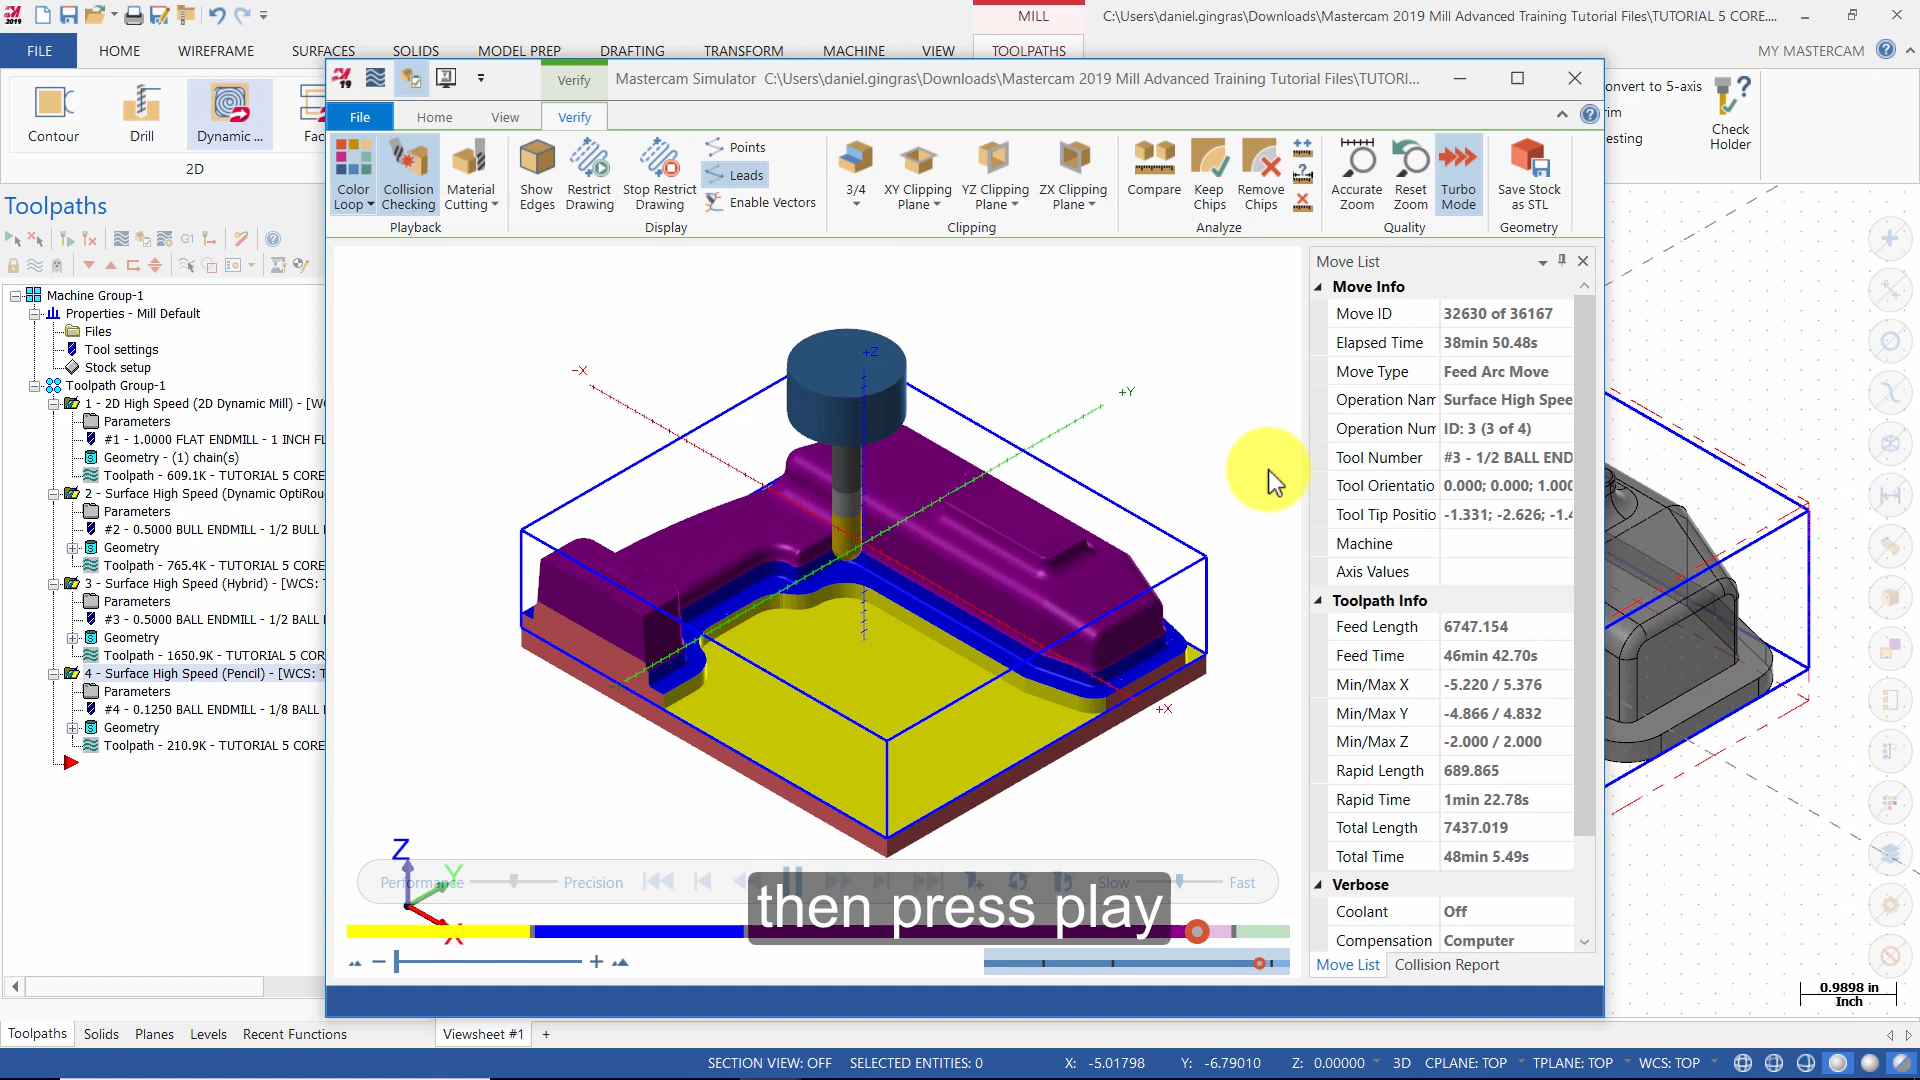 MILL
C:\Users\daniel.gingras\Downloads\Mastercam 2019 Mill Advanced Training Tutorial Files\TUTORIAL 5 CORE....
FILE HOME WIREFRAME SURFACES SOLIDS MODEL PREP DRAFTING TRANSFORM MACHINE VIEW TOOLPATHS MY MASTERCAM
Verify Mastercam Simulator C:\Users\daniel.gingras\Downloads\Mastercam 2019 Mill Advanced Training Tutorial Files\TUTORI...
File Home View Verify
Contour Drill Dynamic ... Fac
2D
Color Loop
Collision Checking
Material Cutting
Playback
Show Edges
Restrict Drawing
Stop Restrict Drawing
Points
Leads
Enable Vectors
Display
3/4
XY Clipping Plane
YZ Clipping Plane
ZX Clipping Plane
Clipping
Compare
Keep Chips
Remove Chips
Analyze
Accurate Zoom
Reset Zoom
Turbo Mode
Quality
Save Stock as STL
Geometry
onvert to 5-axis
im
esting
Check Holder
Toolpaths
G1
Machine Group-1
Properties - Mill Default
Files
Tool settings
Stock setup
Toolpath Group-1
1 - 2D High Speed (2D Dynamic Mill) - [W
Parameters
#1 - 1.0000 FLAT ENDMILL - 1 INCH FL
Geometry - (1) chain(s)
Toolpath - 609.1K - TUTORIAL 5 CORE
2 - Surface High Speed (Dynamic OptiRou
Parameters
#2 - 0.5000 BULL ENDMILL - 1/2 BULL
Geometry
Toolpath - 765.4K - TUTORIAL 5 CORE
3 - Surface High Speed (Hybrid) - [WCS: T
Parameters
#3 - 0.5000 BALL ENDMILL - 1/2 BALL
Geometry
Toolpath - 1650.9K - TUTORIAL 5 CORE
4 - Surface High Speed (Pencil) - [WCS: T
Parameters
#4 - 0.1250 BALL ENDMILL - 1/8 BALL
Geometry
Toolpath - 210.9K - TUTORIAL 5 CORE
-X
+Z
+Y
+X
Z
Y
X
Move List
Move Info
Move ID 32630 of 36167
Elapsed Time 38min 50.48s
Move Type Feed Arc Move
Operation Nam Surface High Spee
Operation Num ID: 3 (3 of 4)
Tool Number #3 - 1/2 BALL END
Tool Orientatio 0.000; 0.000; 1.000
Tool Tip Positio -1.331; -2.626; -1.4
Machine
Axis Values
Toolpath Info
Feed Length 6747.154
Feed Time 46min 42.70s
Min/Max X -5.220 / 5.376
Min/Max Y -4.866 / 4.832
Min/Max Z -2.000 / 2.000
Rapid Length 689.865
Rapid Time 1min 22.78s
Total Length 7437.019
Total Time 48min 5.49s
Verbose
Coolant Off
Compensation Computer
Move List Collision Report
Performance Precision Slow Fast
then press play
0.9898 in
Inch
Toolpaths Solids Planes Levels Recent Functions Viewsheet #1 +
SECTION VIEW: OFF SELECTED ENTITIES: 0 X: -5.01798 Y: -6.79010 Z: 0.00000 3D CPLANE: TOP TPLANE: TOP WCS: TOP